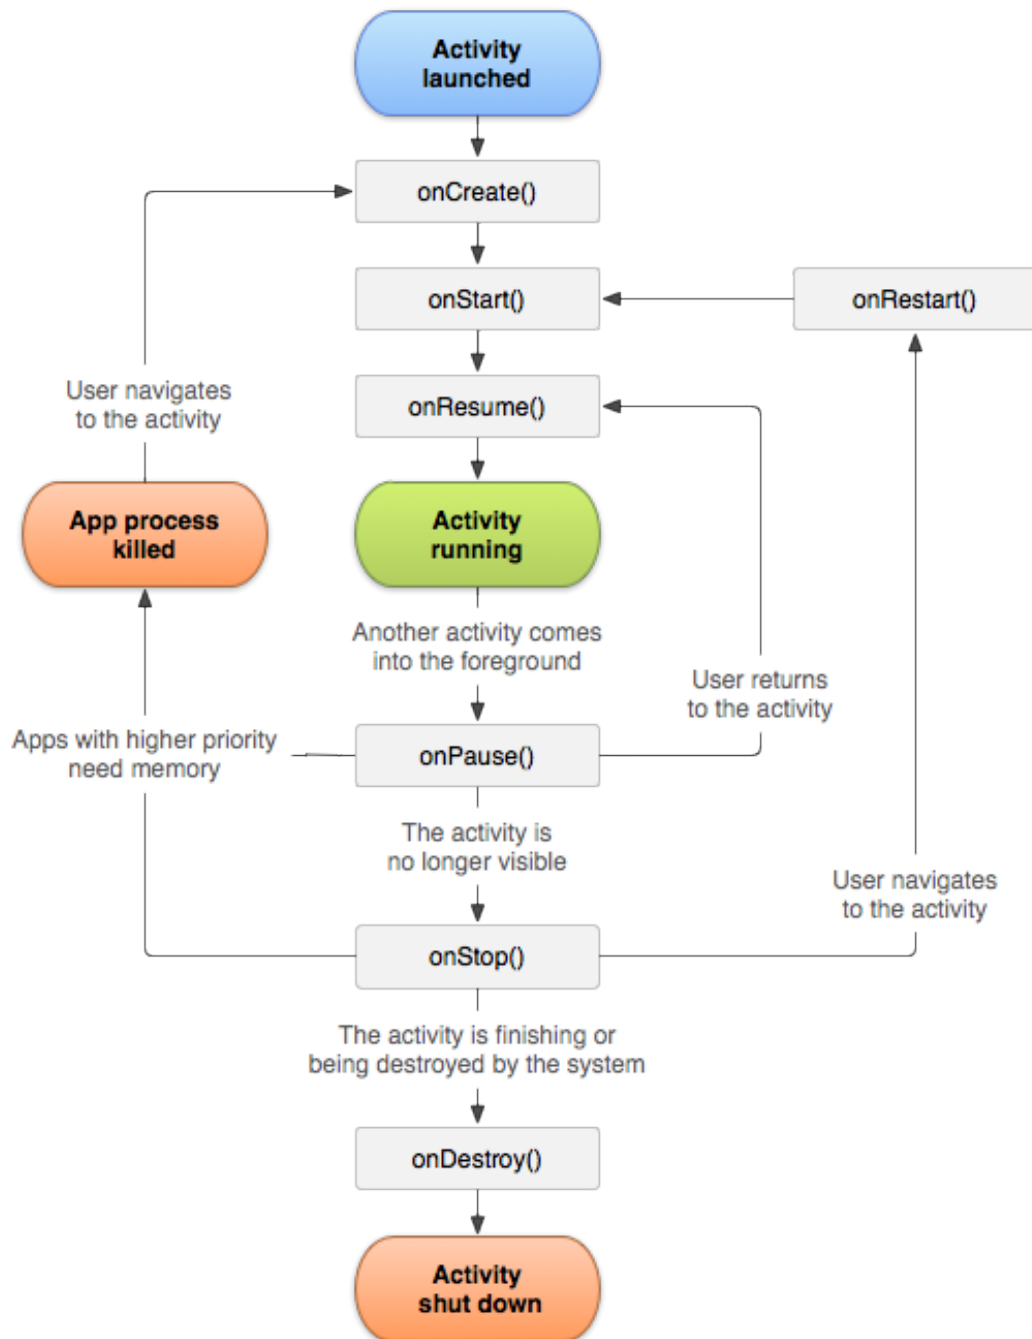 Activity
launched
onCreate()
onStart()
onRestart()
User navigates
to the activity
onResume()
App process
killed
Activity
running
Another activity comes
into the foreground
User returns
to the activity
Apps with higher priority
need memory
onPause()
The activity is
no longer visible
User navigates
to the activity
onStop()
The activity is finishing or
being destroyed by the system
onDestroy()
Activity
shut down